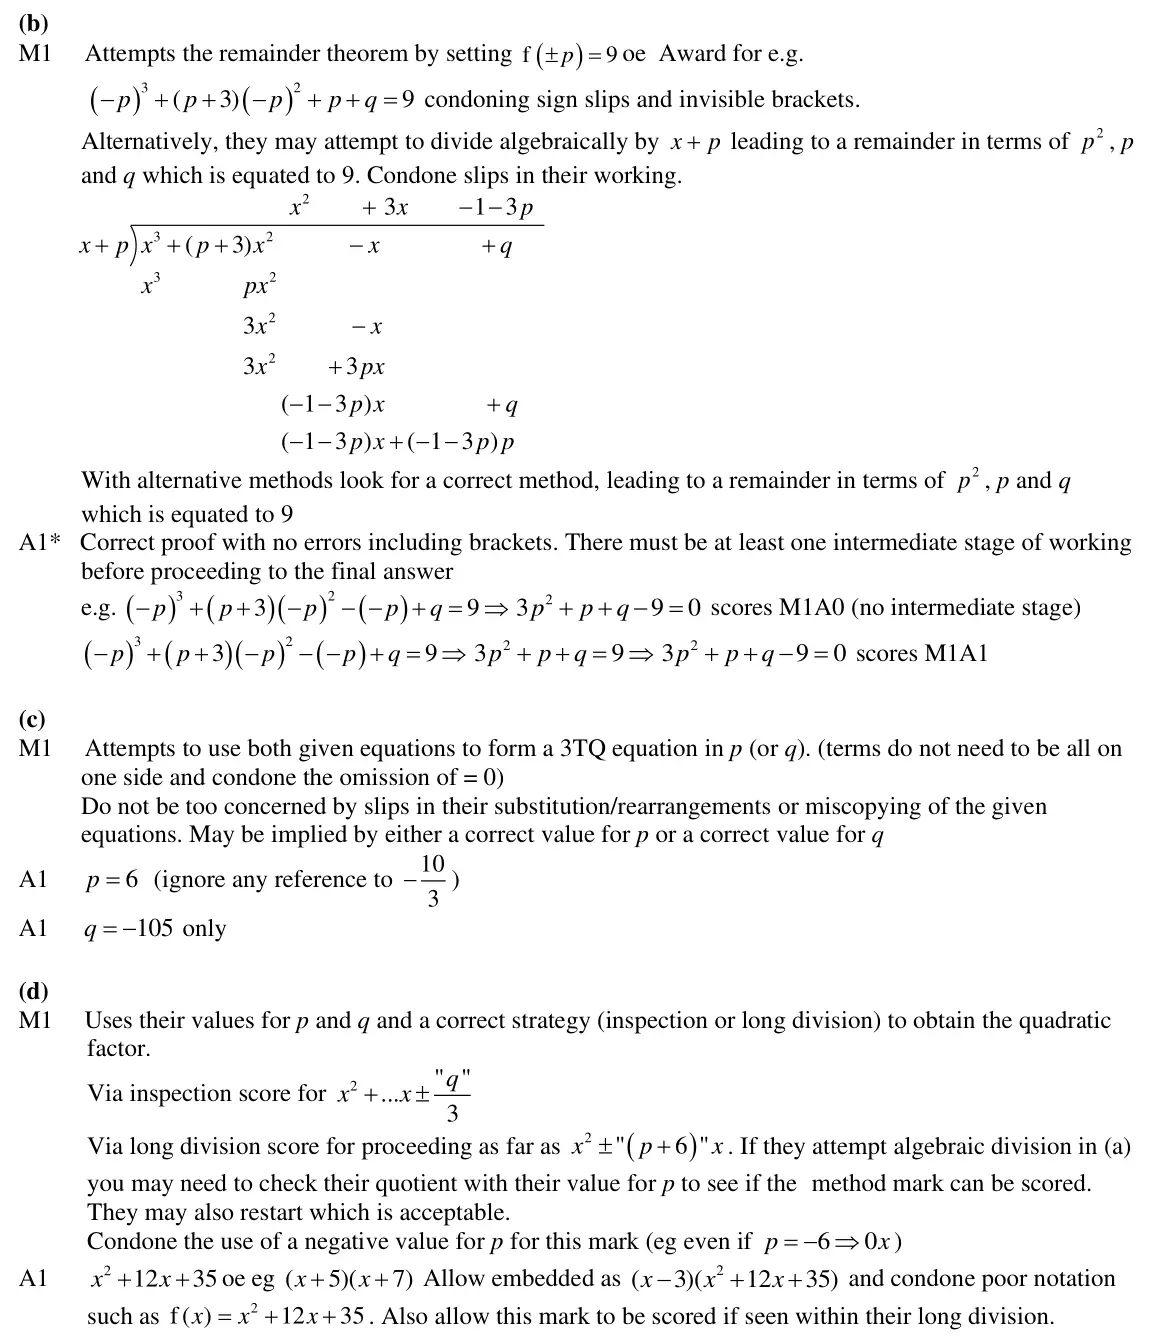 (b)
M1 Attempts the remainder theorem by setting f(±p)=9 oe Award for e.g.
(−p)³+(p+3)(−p)²+p+q=9 condoning sign slips and invisible brackets.
Alternatively, they may attempt to divide algebraically by x+p leading to a remainder in terms of p², p
and q which is equated to 9. Condone slips in their working.
x² +3x −1−3p
x+p)x³+(p+3)x² −x +q
x³ px²
3x² −x
3x² +3px
(−1−3p)x +q
(−1−3p)x+(−1−3p)p
With alternative methods look for a correct method, leading to a remainder in terms of p², p and q
which is equated to 9
A1* Correct proof with no errors including brackets. There must be at least one intermediate stage of working
before proceeding to the final answer
e.g. (−p)³+(p+3)(−p)²−(−p)+q=9⇒3p²+p+q−9=0 scores M1A0 (no intermediate stage)
(−p)³+(p+3)(−p)²−(−p)+q=9⇒3p²+p+q=9⇒3p²+p+q−9=0 scores M1A1
(c)
M1 Attempts to use both given equations to form a 3TQ equation in p (or q). (terms do not need to be all on
one side and condone the omission of = 0)
Do not be too concerned by slips in their substitution/rearrangements or miscopying of the given
equations. May be implied by either a correct value for p or a correct value for q
A1 p=6 (ignore any reference to −10/3)
A1 q=−105 only
(d)
M1 Uses their values for p and q and a correct strategy (inspection or long division) to obtain the quadratic
factor.
Via inspection score for x²+...x±"q"/3
Via long division score for proceeding as far as x²±"(p+6)"x. If they attempt algebraic division in (a)
you may need to check their quotient with their value for p to see if the method mark can be scored.
They may also restart which is acceptable.
Condone the use of a negative value for p for this mark (eg even if p=−6⇒0x)
A1 x²+12x+35 oe eg (x+5)(x+7) Allow embedded as (x−3)(x²+12x+35) and condone poor notation
such as f(x)=x²+12x+35. Also allow this mark to be scored if seen within their long division.